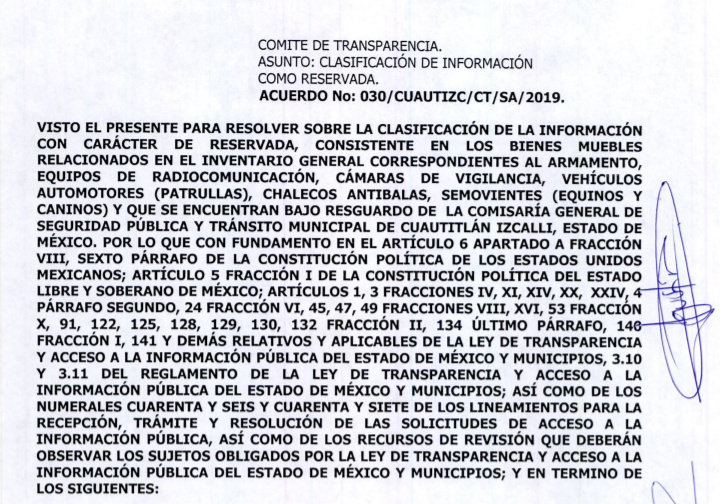 COMITE DE TRANSPARENCIA.
ASUNTO: CLASIFICACIÓN DE INFORMACIÓN
COMO RESERVADA.
ACUERDO No: 030/CUAUTIZC/CT/SA/2019.
VISTO EL PRESENTE PARA RESOLVER SOBRE LA CLASIFICACIÓN DE LA INFORMACIÓN
CON CARÁCTER DE RESERVADA, CONSISTENTE EN LOS BIENES MUEBLES
RELACIONADOS EN EL INVENTARIO GENERAL CORRESPONDIENTES AL ARMAMENTO,
EQUIPOS DE RADIOCOMUNICACIÓN, CÁMARAS DE VIGILANCIA, VEHÍCULOS
AUTOMOTORES (PATRULLAS), CHALECOS ANTIBALAS, SEMOVIENTES (EQUINOS Y
CANINOS) Y QUE SE ENCUENTRAN BAJO RESGUARDO DE LA COMISARÍA GENERAL DE
SEGURIDAD PÚBLICA Y TRÁNSITO MUNICIPAL DE CUAUTITLÁN IZCALLI, ESTADO DE
MÉXICO. POR LO QUE CON FUNDAMENTO EN EL ARTÍCULO 6 APARTADO A FRACCIÓN
VIII, SEXTO PÁRRAFO DE LA CONSTITUCIÓN POLÍTICA DE LOS ESTADOS UNIDOS
MEXICANOS; ARTÍCULO 5 FRACCIÓN I DE LA CONSTITUCIÓN POLÍTICA DEL ESTADO
LIBRE Y SOBERANO DE MÉXICO; ARTÍCULOS 1, 3 FRACCIONES IV, XI, XIV, XX, XXIV, 4
PÁRRAFO SEGUNDO, 24 FRACCIÓN VI, 45, 47, 49 FRACCIONES VIII, XVI, 53 FRACCIÓN
X, 91, 122, 125, 128, 129, 130, 132 FRACCIÓN II, 134 ÚLTIMO PÁRRAFO, 140
FRACCIÓN I, 141 Y DEMÁS RELATIVOS Y APLICABLES DE LA LEY DE TRANSPARENCIA
Y ACCESO A LA INFORMACIÓN PÚBLICA DEL ESTADO DE MÉXICO Y MUNICIPIOS, 3.10
Y 3.11 DEL REGLAMENTO DE LA LEY DE TRANSPARENCIA Y ACCESO A LA
INFORMACIÓN PÚBLICA DEL ESTADO DE MÉXICO Y MUNICIPIOS; ASÍ COMO DE LOS
NUMERALES CUARENTA Y SEIS Y CUARENTA Y SIETE DE LOS LINEAMIENTOS PARA LA
RECEPCIÓN, TRÁMITE Y RESOLUCIÓN DE LAS SOLICITUDES DE ACCESO A LA
INFORMACIÓN PÚBLICA, ASÍ COMO DE LOS RECURSOS DE REVISIÓN QUE DEBERÁN
OBSERVAR LOS SUJETOS OBLIGADOS POR LA LEY DE TRANSPARENCIA Y ACCESO A LA
INFORMACIÓN PÚBLICA DEL ESTADO DE MÉXICO Y MUNICIPIOS; Y EN TERMINO DE
LOS SIGUIENTES: